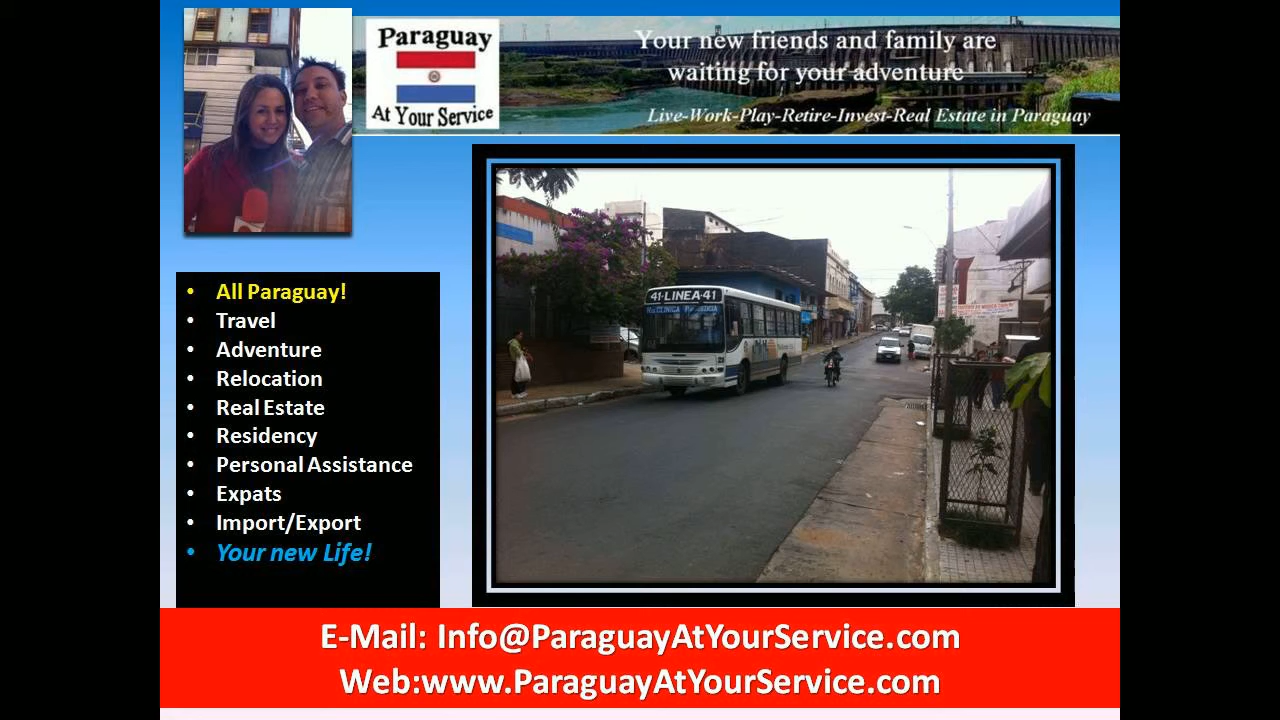 Paraguay
At Your Service
Your new friends and family are
waiting for your adventure
Live-Work-Play-Retire-Invest-Real Estate in Paraguay
• All Paraguay!
• Travel
• Adventure
• Relocation
• Real Estate
• Residency
• Personal Assistance
• Expats
• Import/Export
• Your new Life!
41-LINEA-41
CLINICA
E-Mail: Info@ParaguayAtYourService.com
Web:www.ParaguayAtYourService.com